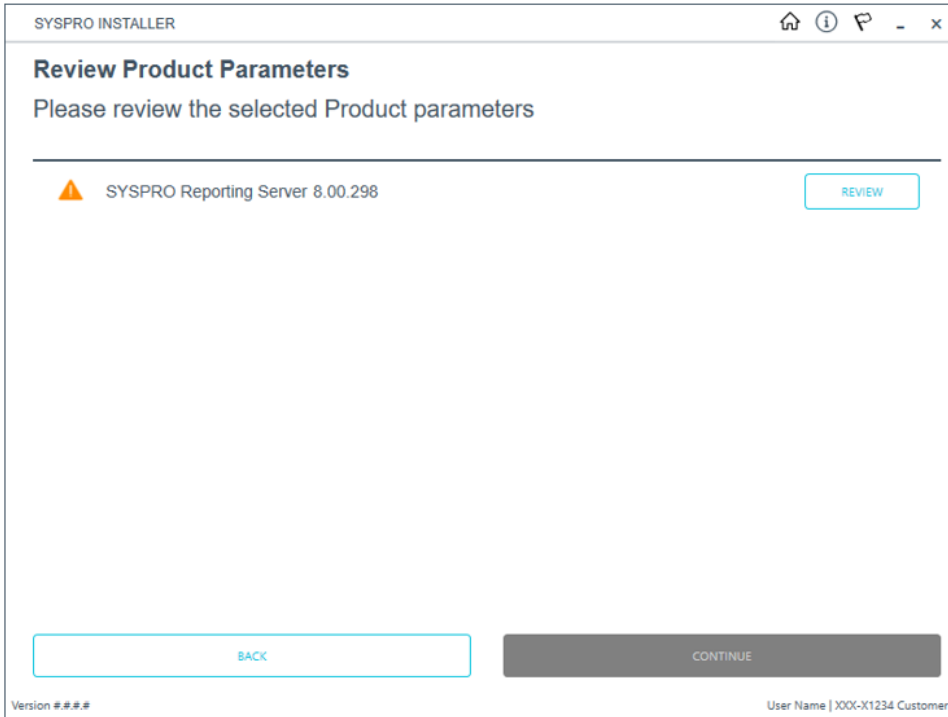 SYSPRO INSTALLER
Review Product Parameters
Please review the selected Product parameters
SYSPRO Reporting Server 8.00.298
REVIEW
BACK
CONTINUE
Version #.#.#.#
User Name | XXX-X1234 Customer